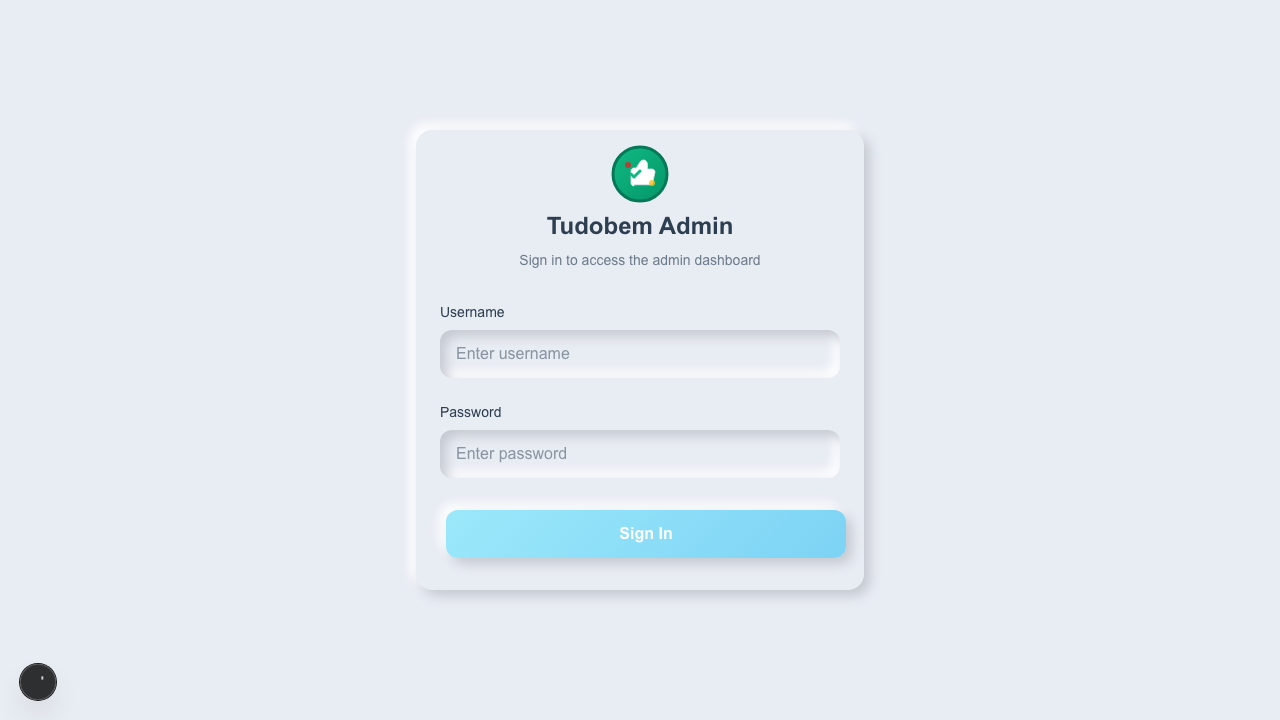 Tudobem Admin
Sign in to access the admin dashboard
Username
Enter username
Password
Enter password
Sign In